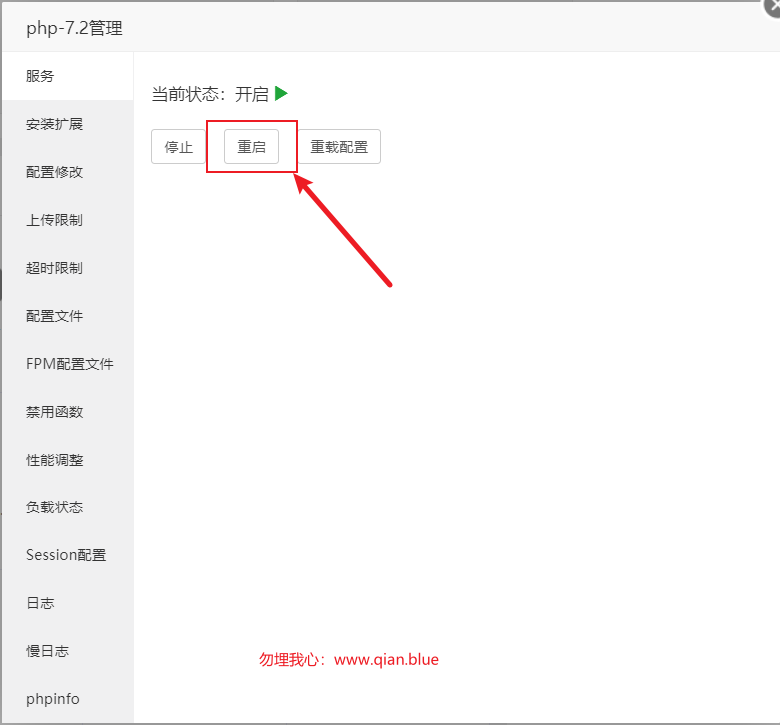 php-7.2管理
服务
安装扩展
配置修改
上传限制
超时限制
配置文件
FPM配置文件
禁用函数
性能调整
负载状态
Session配置
日志
慢日志
phpinfo
当前状态：开启
停止 重启 重载配置
勿埋我心：www.qian.blue